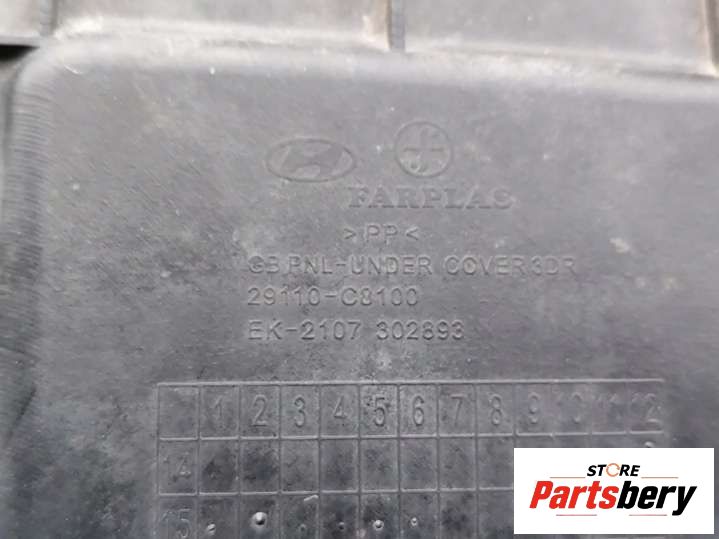 FARPLAS
>PP<
GB PNL-UNDER COVER 3DR
29110-C8100
EK-2107 302893
1 2 3 4 5 6 7 8 9 10 11 12
14
15
STORE
Partsbery